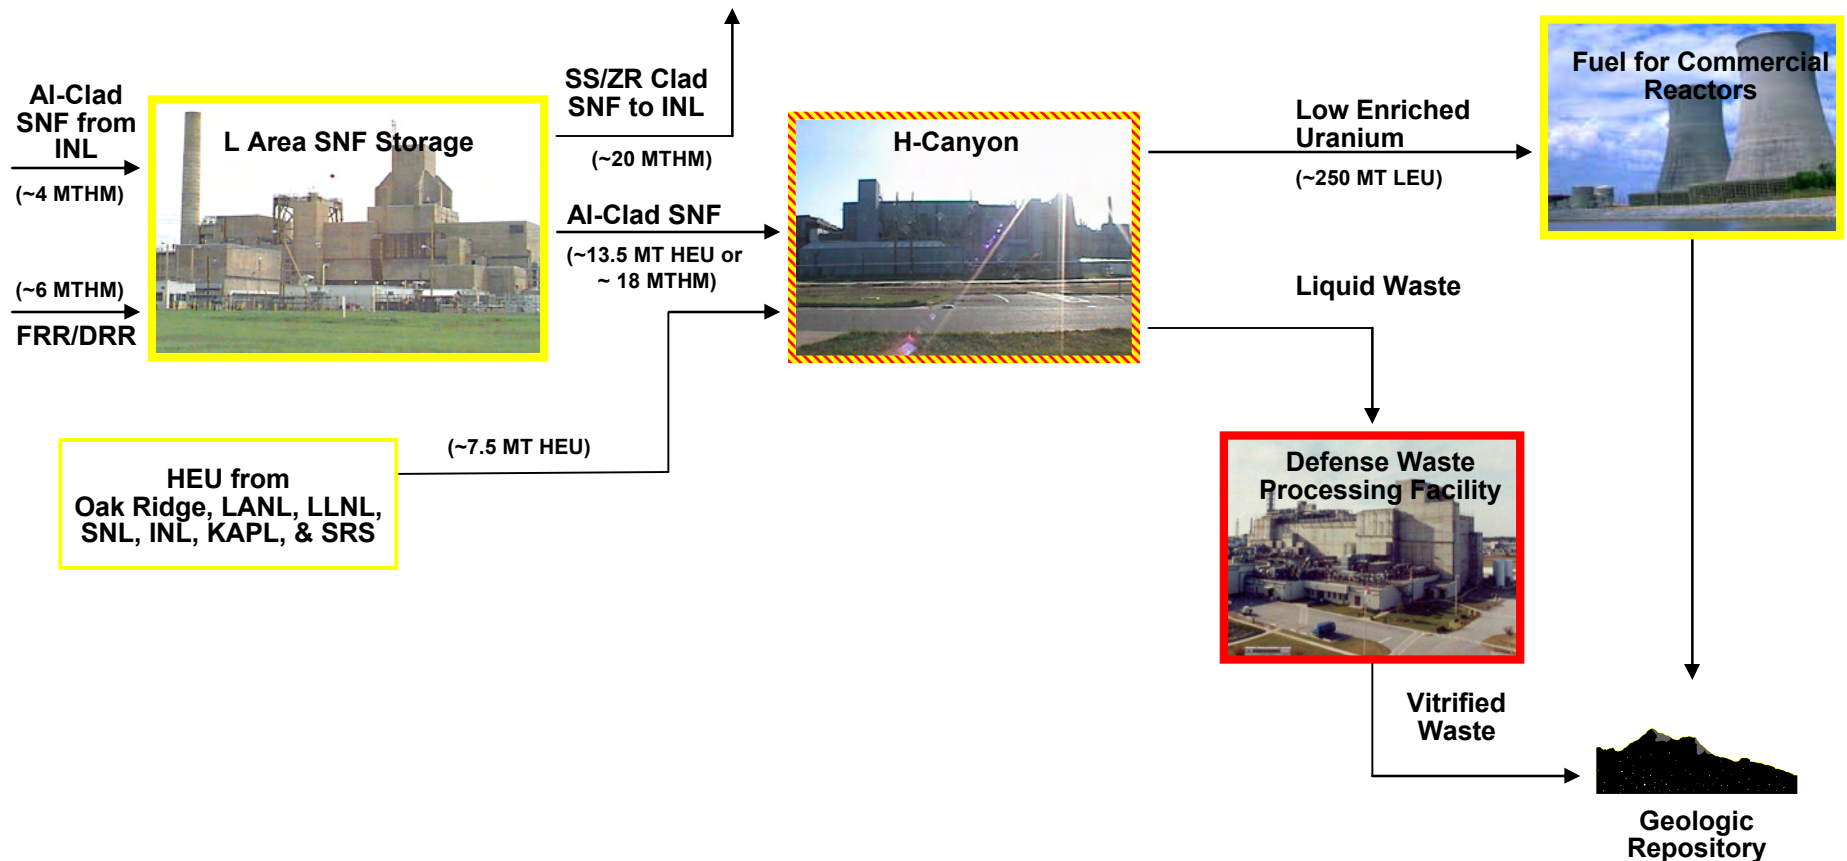 Al-Clad
SNF from
INL
(~4 MTHM)
(~6 MTHM)
FRR/DRR
L Area SNF Storage
SS/ZR Clad
SNF to INL
(~20 MTHM)
Al-Clad SNF
(~13.5 MT HEU or
~ 18 MTHM)
HEU from
Oak Ridge, LANL, LLNL,
SNL, INL, KAPL, & SRS
(~7.5 MT HEU)
H-Canyon
Low Enriched
Uranium
(~250 MT LEU)
Fuel for Commercial
Reactors
Liquid Waste
Defense Waste
Processing Facility
Vitrified
Waste
Geologic
Repository